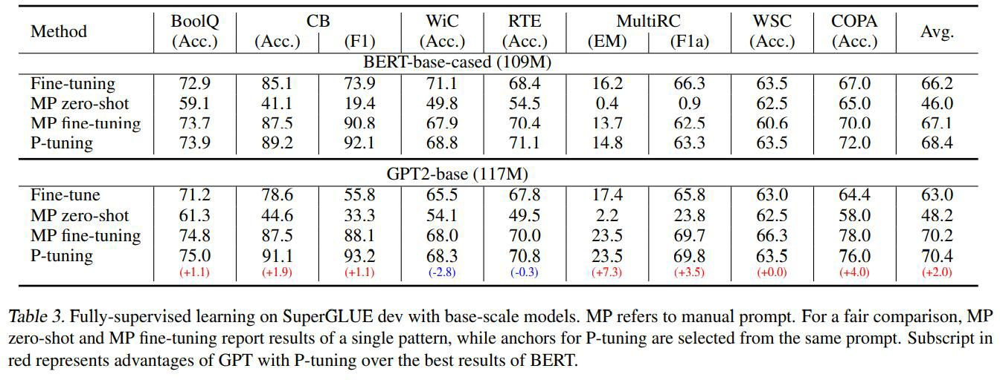 Method BoolQ CB WiC RTE MultiRC WSC COPA Avg.
(Acc.) (Acc.) (F1) (Acc.) (Acc.) (EM) (F1a) (Acc.) (Acc.)
BERT-base-cased (109M)
Fine-tuning 72.9 85.1 73.9 71.1 68.4 16.2 66.3 63.5 67.0 66.2
MP zero-shot 59.1 41.1 19.4 49.8 54.5 0.4 0.9 62.5 65.0 46.0
MP fine-tuning 73.7 87.5 90.8 67.9 70.4 13.7 62.5 60.6 70.0 67.1
P-tuning 73.9 89.2 92.1 68.8 71.1 14.8 63.3 63.5 72.0 68.4
GPT2-base (117M)
Fine-tune 71.2 78.6 55.8 65.5 67.8 17.4 65.8 63.0 64.4 63.0
MP zero-shot 61.3 44.6 33.3 54.1 49.5 2.2 23.8 62.5 58.0 48.2
MP fine-tuning 74.8 87.5 88.1 68.0 70.0 23.5 69.7 66.3 78.0 70.2
P-tuning 75.0 91.1 93.2 68.3 70.8 23.5 69.8 63.5 76.0 70.4
(+1.1) (+1.9) (+1.1) (-2.8) (-0.3) (+7.3) (+3.5) (+0.0) (+4.0) (+2.0)
Table 3. Fully-supervised learning on SuperGLUE dev with base-scale models. MP refers to manual prompt. For a fair comparison, MP
zero-shot and MP fine-tuning report results of a single pattern, while anchors for P-tuning are selected from the same prompt. Subscript in
red represents advantages of GPT with P-tuning over the best results of BERT.